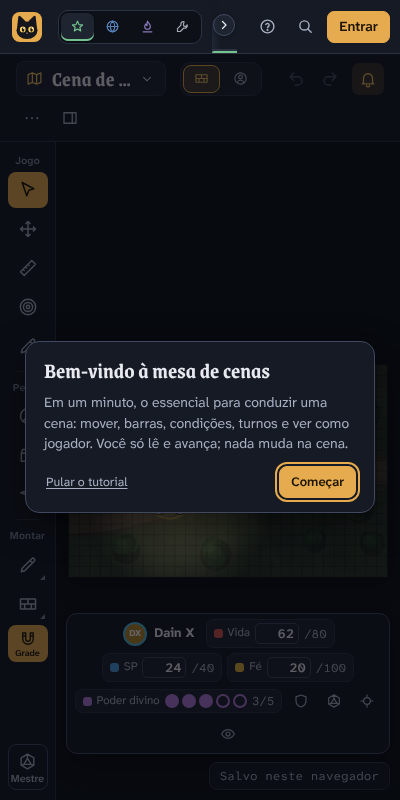 Entrar
Cena de ...
Jogo
Bem-vindo à mesa de cenas
Em um minuto, o essencial para conduzir uma
cena: mover, barras, condições, turnos e ver como
jogador. Você só lê e avança; nada muda na cena.
Pular o tutorial
Começar
Montar
Grade
DX Dain X Vida 62 /80
SP 24 /40 Fé 20 /100
Poder divino 3/5
Mestre
Salvo neste navegador